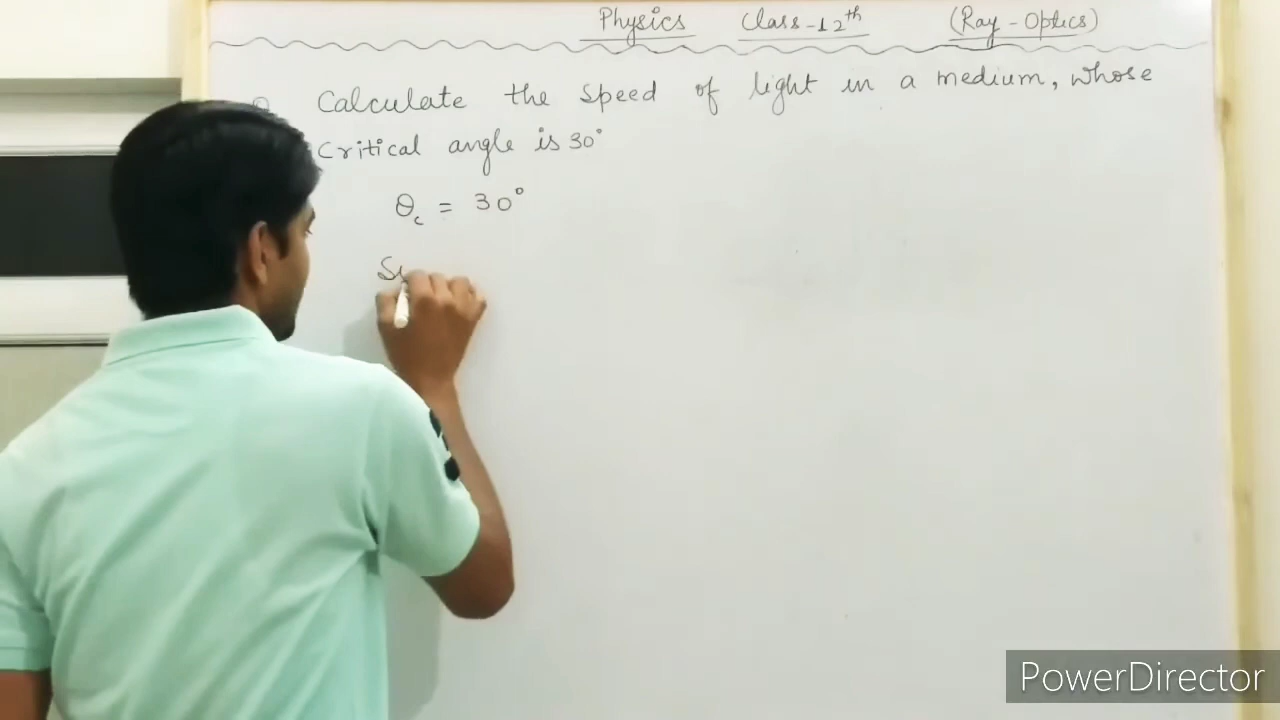 Physics Class-12th (Ray-Optics)
Calculate the Speed of light in a medium, whose
Critical angle is 30°
θc = 30°
PowerDirector